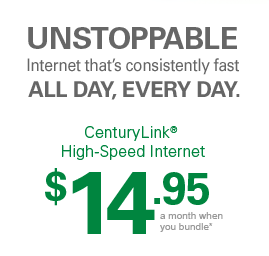 UNSTOPPABLE
Internet that's consistently fast
ALL DAY, EVERY DAY.
CenturyLink®
High-Speed Internet
$14.95
a month when
you bundle*